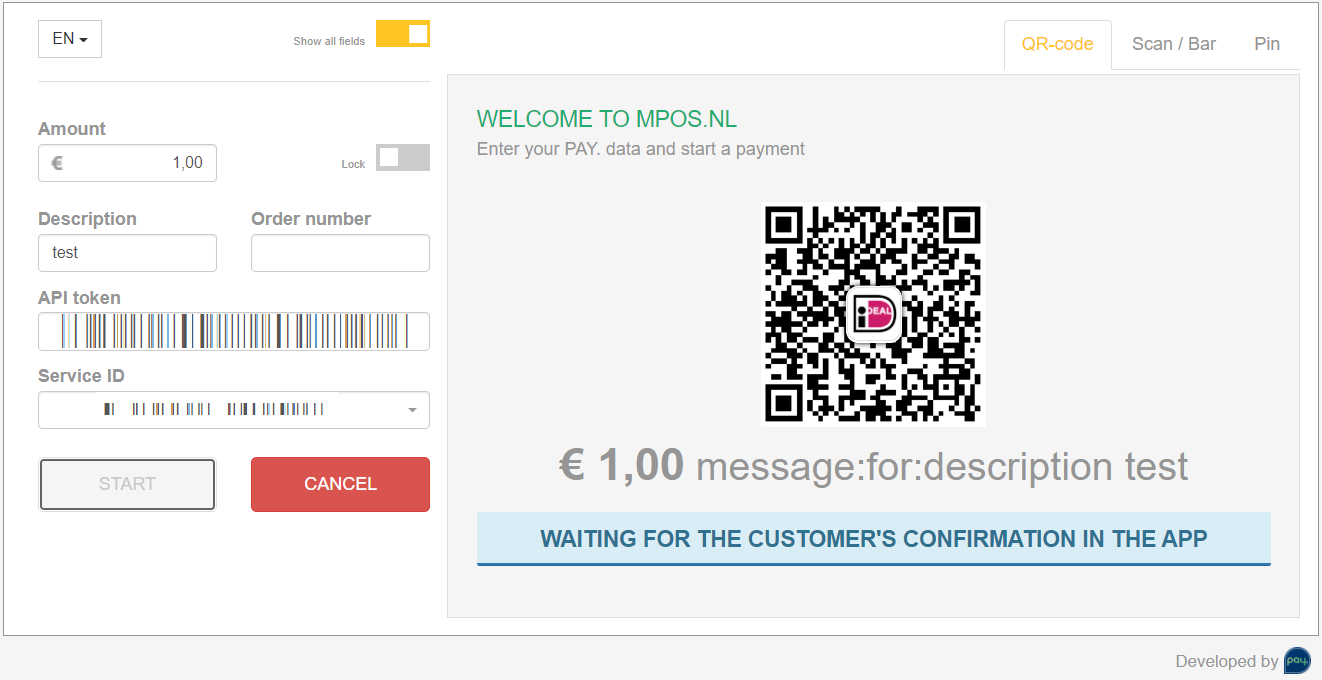 EN
Show all fields
QR-code
Scan / Bar
Pin
Amount
€ 1,00
Lock
Description
Order number
test
API token
Service ID
START
CANCEL
WELCOME TO MPOS.NL
Enter your PAY. data and start a payment
iDEAL
€ 1,00 message:for:description test
WAITING FOR THE CUSTOMER'S CONFIRMATION IN THE APP
Developed by pay.